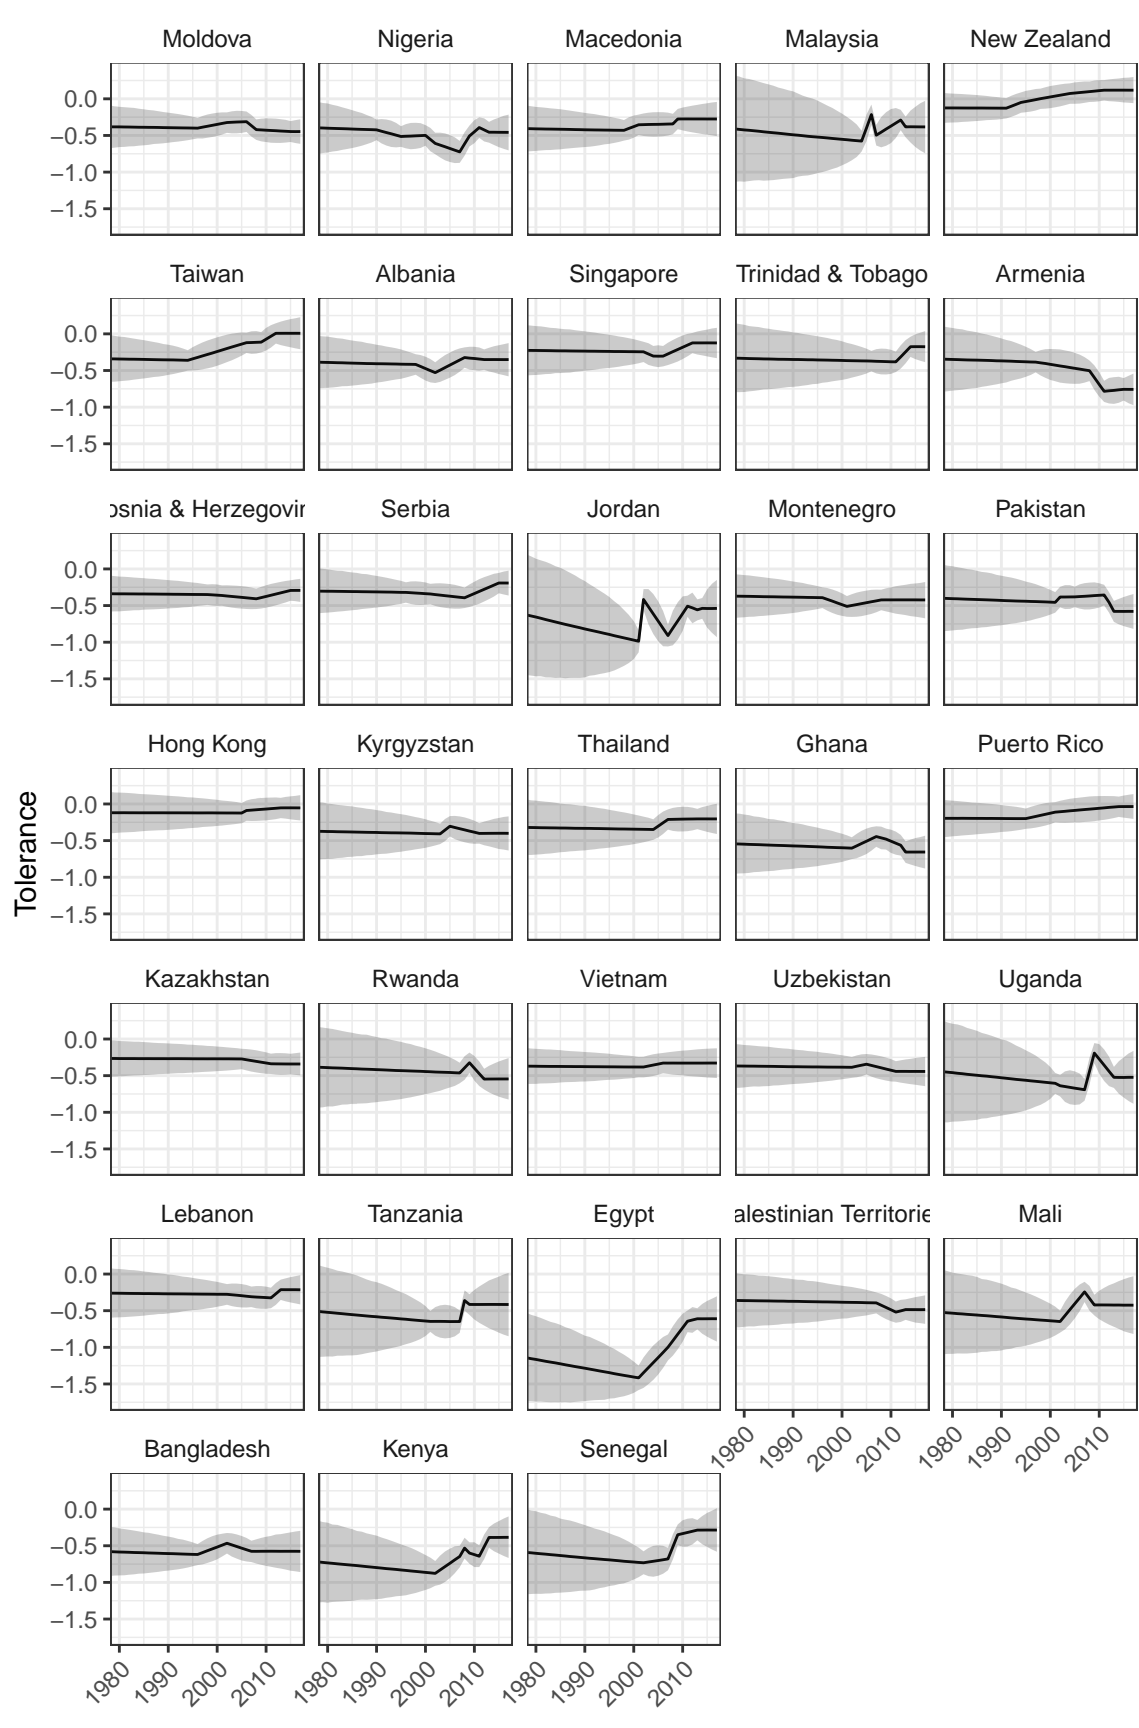 Moldova Nigeria Macedonia Malaysia New Zealand
0.0
−0.5
−1.0
−1.5
Taiwan Albania Singapore Trinidad & Tobago Armenia
0.0
−0.5
−1.0
−1.5
osnia & Herzegovin Serbia Jordan Montenegro Pakistan
0.0
−0.5
−1.0
−1.5
Hong Kong Kyrgyzstan Thailand Ghana Puerto Rico
0.0
−0.5
−1.0
−1.5
Tolerance
Kazakhstan Rwanda Vietnam Uzbekistan Uganda
0.0
−0.5
−1.0
−1.5
Lebanon Tanzania Egypt alestinian Territorie Mali
0.0
−0.5
−1.0
−1.5
1980 1990 2000 2010 1980 1990 2000 2010
Bangladesh Kenya Senegal
0.0
−0.5
−1.0
−1.5
1980 1990 2000 2010 1980 1990 2000 2010 1980 1990 2000 2010